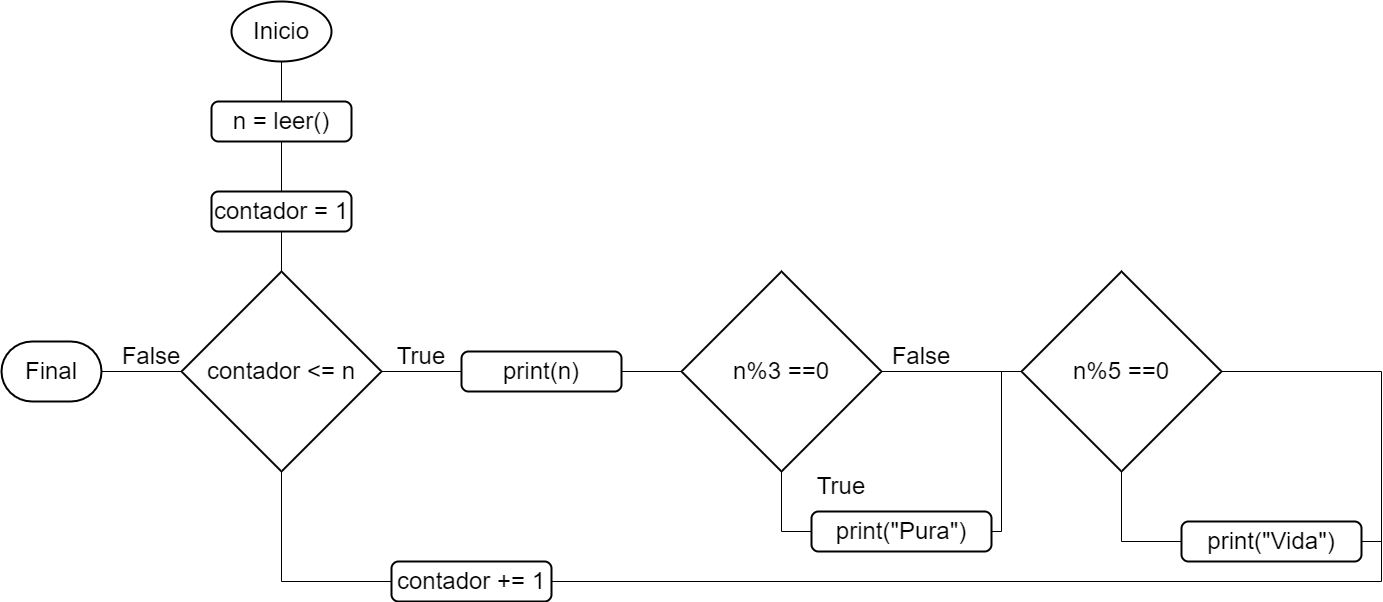 Inicio
n = leer()
contador = 1
Final
False
contador <= n
True
print(n)
n%3 ==0
False
n%5 ==0
True
print("Pura")
print("Vida")
contador += 1